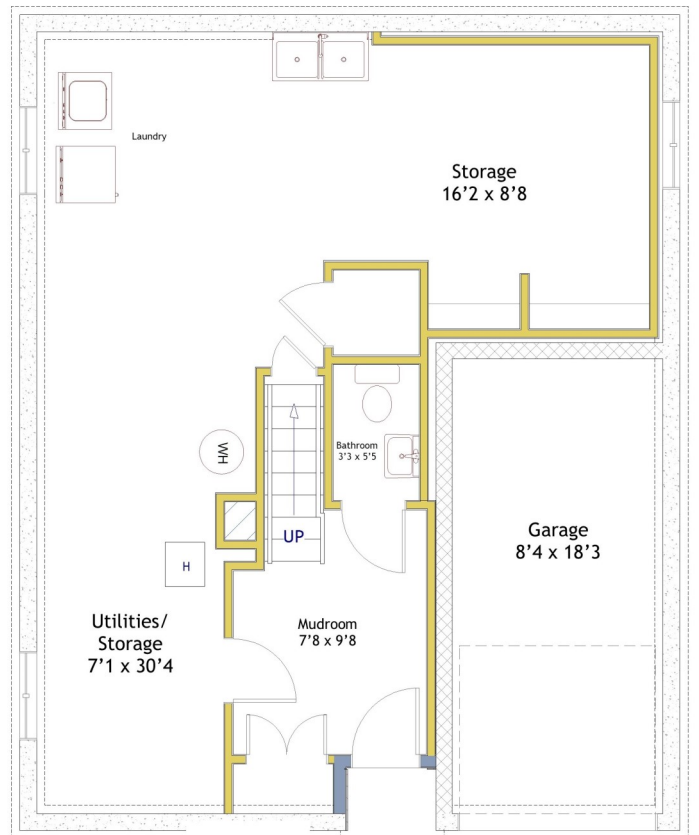 Laundry
Storage
16’2 x 8’8
Bathroom
3’3 x 5’5
WH
UP
Garage
8’4 x 18’3
H
Utilities/
Storage
7’1 x 30’4
Mudroom
7’8 x 9’8